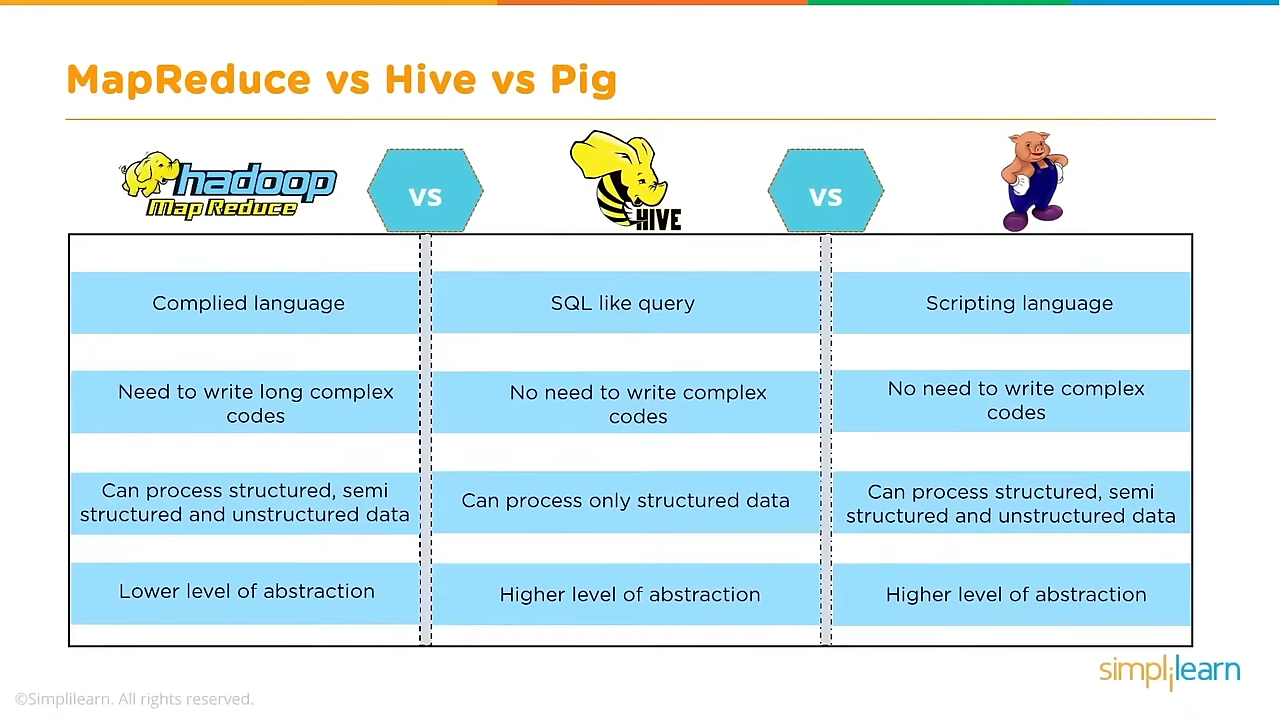 MapReduce vs Hive vs Pig
hadoop
Map Reduce
vs
HIVE
vs
Complied language
SQL like query
Scripting language
Need to write long complex
codes
No need to write complex
codes
No need to write complex
codes
Can process structured, semi
structured and unstructured data
Can process only structured data
Can process structured, semi
structured and unstructured data
Lower level of abstraction
Higher level of abstraction
Higher level of abstraction
simplilearn
©Simplilearn. All rights reserved.